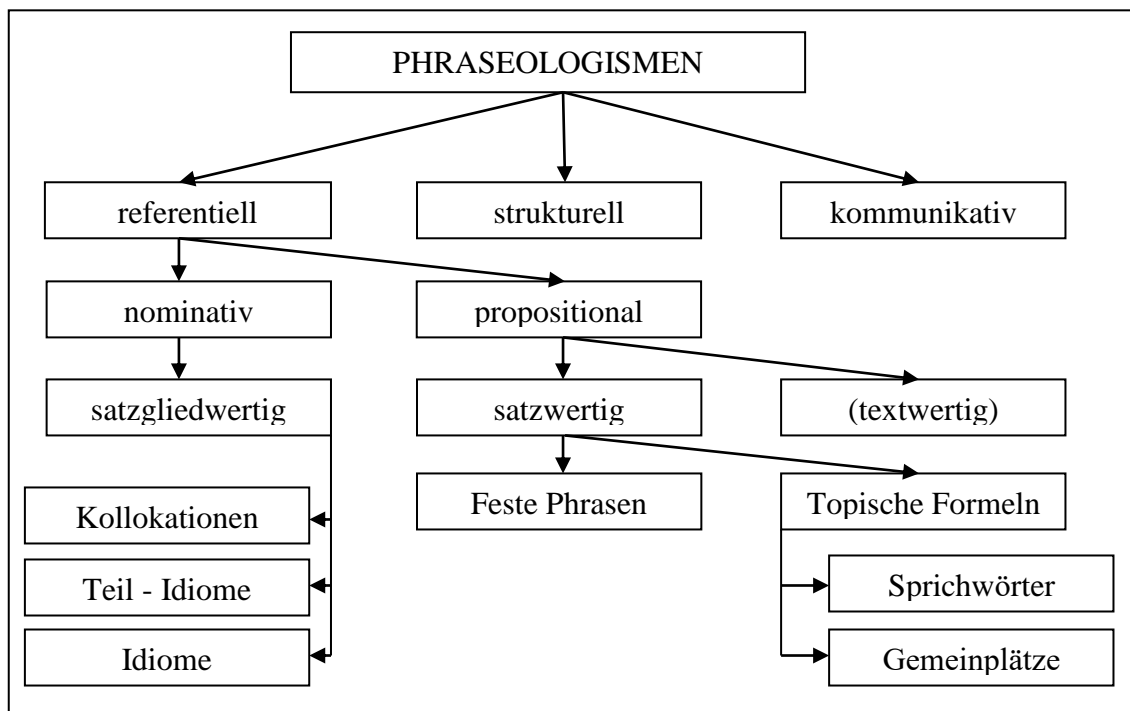 PHRASEOLOGISMEN
referentiell
strukturell
kommunikativ
nominativ
propositional
satzgliedwertig
satzwertig
(textwertig)
Kollokationen
Feste Phrasen
Topische Formeln
Teil - Idiome
Sprichwörter
Idiome
Gemeinplätze